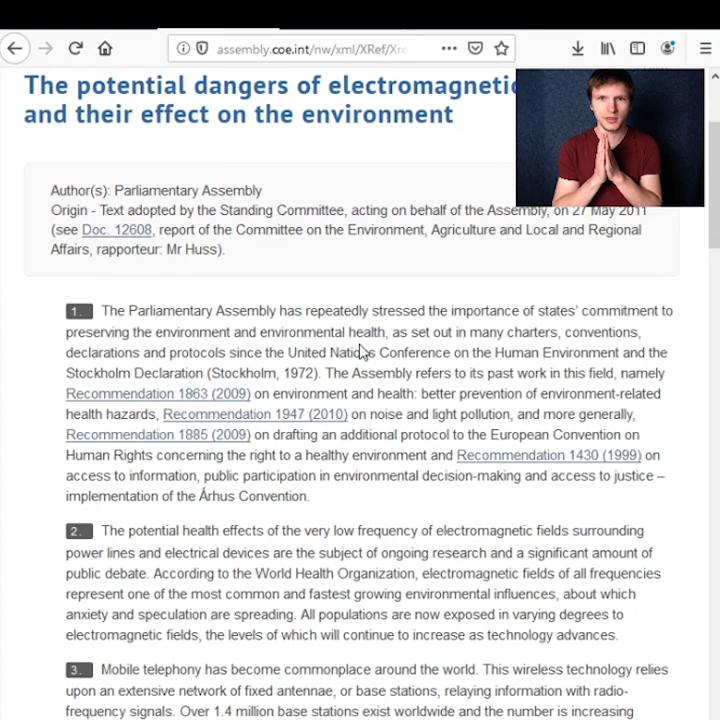 assembly.coe.int/nw/xml/XRef/Xre
The potential dangers of electromagnetic
and their effect on the environment
Author(s): Parliamentary Assembly
Origin - Text adopted by the Standing Committee, acting on behalf of the Assembly, on 27 May 2011
(see Doc. 12608, report of the Committee on the Environment, Agriculture and Local and Regional
Affairs, rapporteur: Mr Huss).
1. The Parliamentary Assembly has repeatedly stressed the importance of states' commitment to
preserving the environment and environmental health, as set out in many charters, conventions,
declarations and protocols since the United Nations Conference on the Human Environment and the
Stockholm Declaration (Stockholm, 1972). The Assembly refers to its past work in this field, namely
Recommendation 1863 (2009) on environment and health: better prevention of environment-related
health hazards, Recommendation 1947 (2010) on noise and light pollution, and more generally,
Recommendation 1885 (2009) on drafting an additional protocol to the European Convention on
Human Rights concerning the right to a healthy environment and Recommendation 1430 (1999) on
access to information, public participation in environmental decision-making and access to justice –
implementation of the Århus Convention.
2. The potential health effects of the very low frequency of electromagnetic fields surrounding
power lines and electrical devices are the subject of ongoing research and a significant amount of
public debate. According to the World Health Organization, electromagnetic fields of all frequencies
represent one of the most common and fastest growing environmental influences, about which
anxiety and speculation are spreading. All populations are now exposed in varying degrees to
electromagnetic fields, the levels of which will continue to increase as technology advances.
3. Mobile telephony has become commonplace around the world. This wireless technology relies
upon an extensive network of fixed antennae, or base stations, relaying information with radio-
frequency signals. Over 1.4 million base stations exist worldwide and the number is increasing